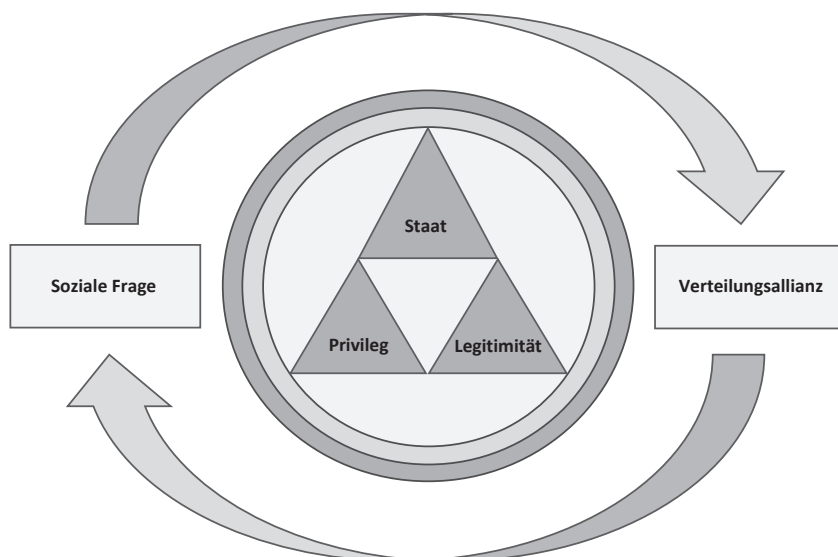 Staat
Soziale Frage
Verteilungsallianz
Privileg
Legitimität